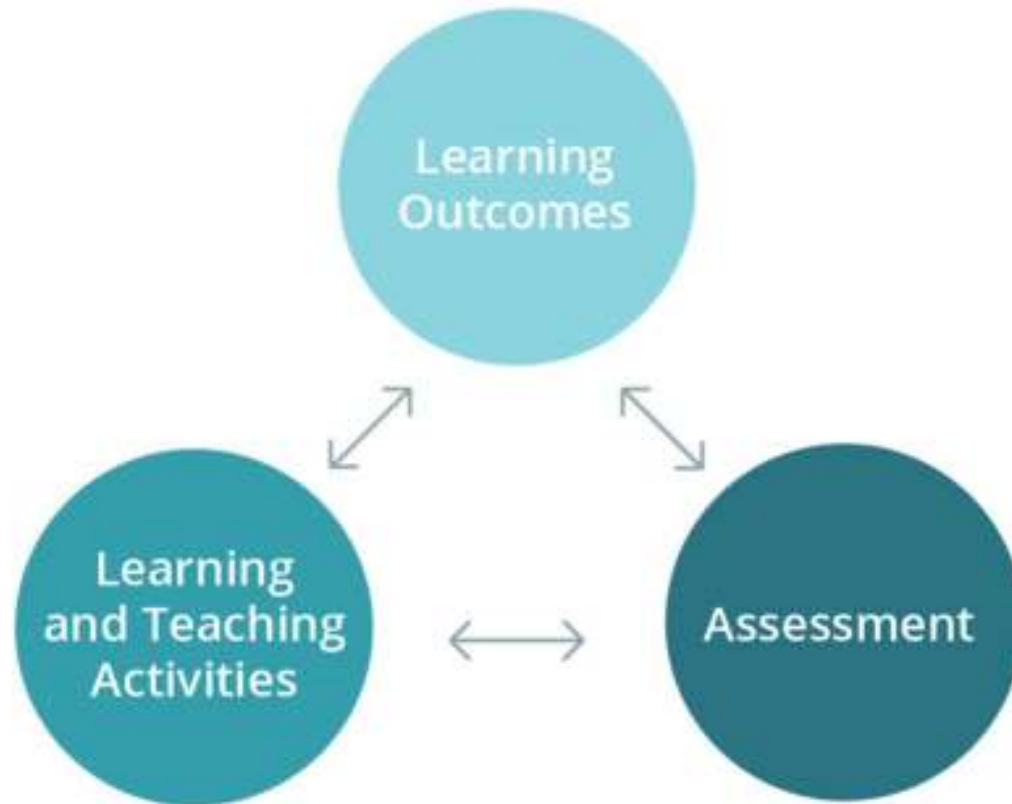 Learning
Outcomes
Learning
and Teaching
Activities
Assessment